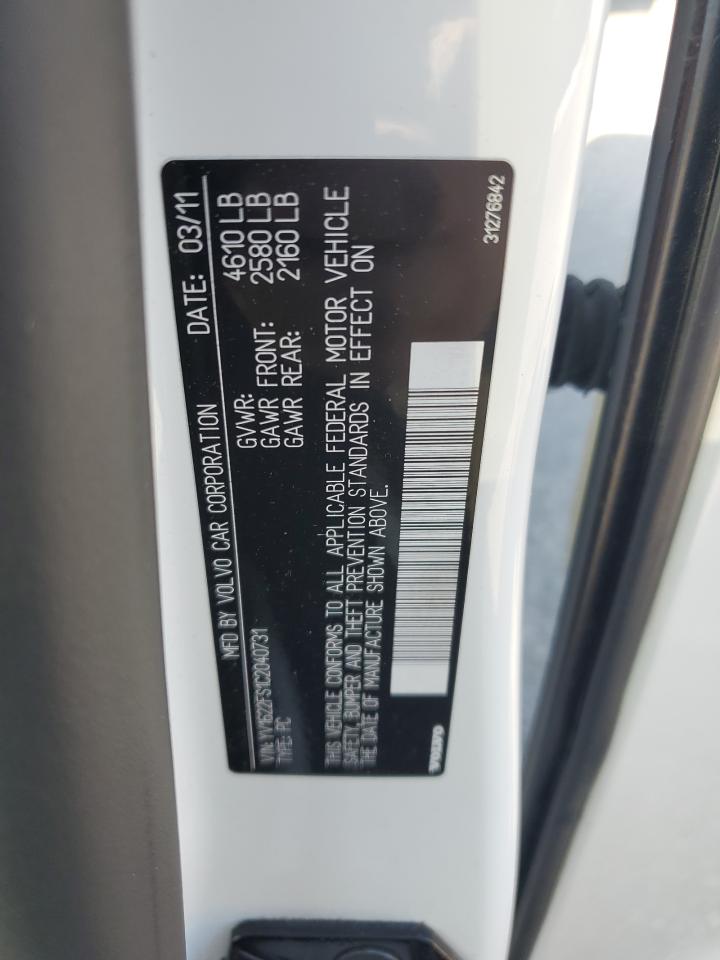 MFD BY VOLVO CAR CORPORATION DATE: 03/11
GVWR: 4610 LB
GAWR FRONT: 2580 LB
GAWR REAR: 2160 LB
VIN: YV1622FS1C2040731
TYPE: PC
THIS VEHICLE CONFORMS TO ALL APPLICABLE FEDERAL MOTOR VEHICLE
SAFETY, BUMPER AND THEFT PREVENTION STANDARDS IN EFFECT ON
THE DATE OF MANUFACTURE SHOWN ABOVE.
VOLVO
31276842